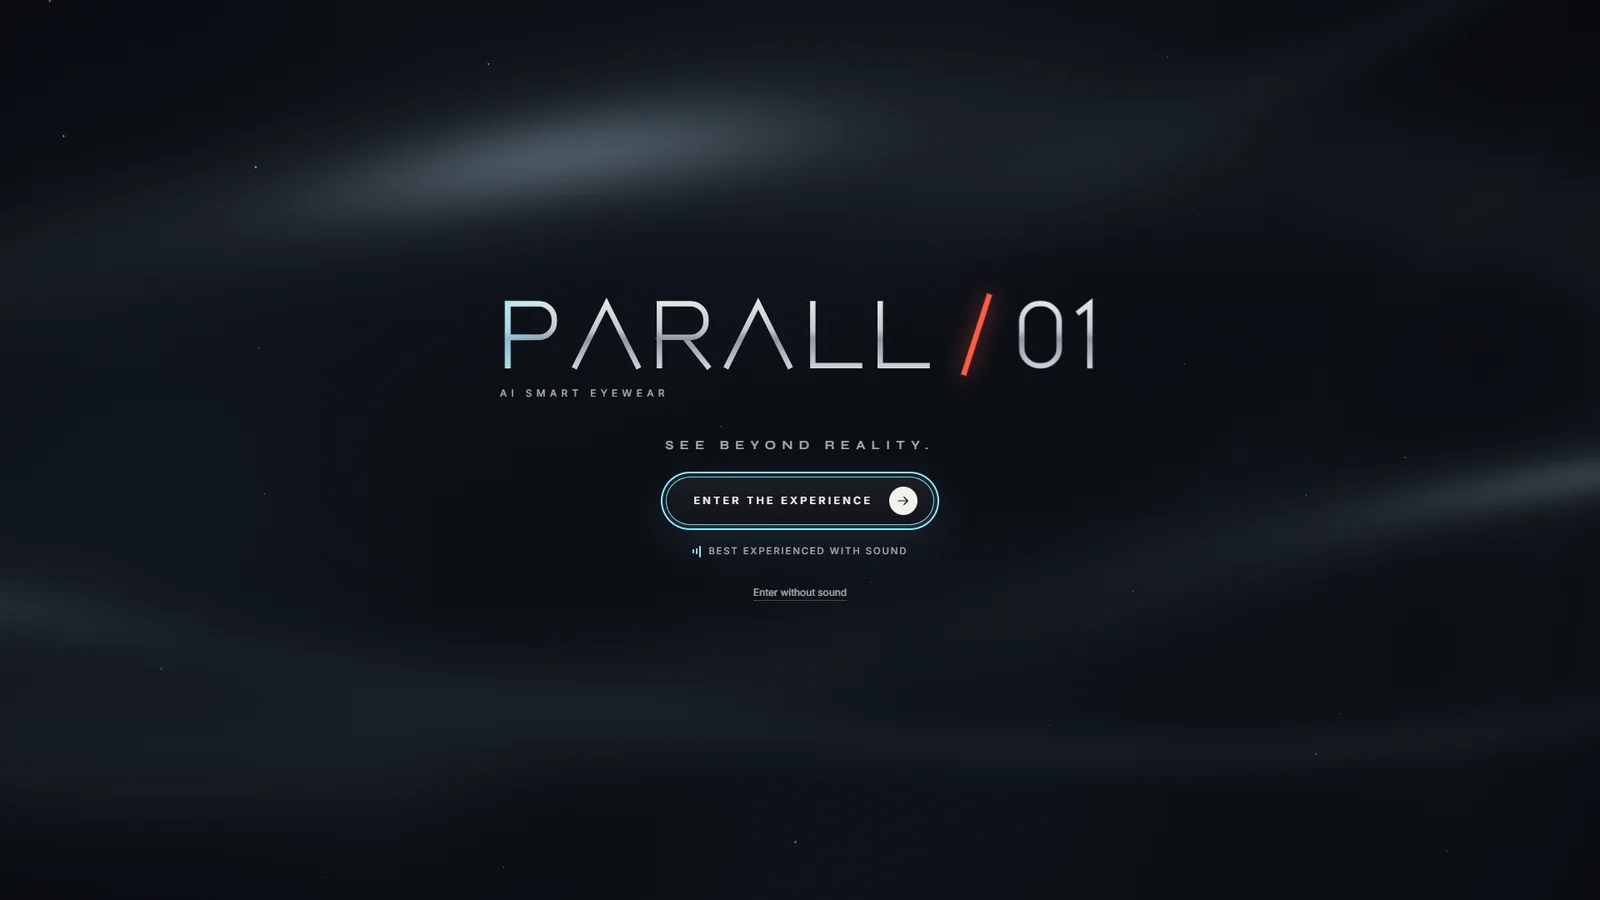 PARALL / 01
AI SMART EYEWEAR
SEE BEYOND REALITY.
ENTER THE EXPERIENCE
BEST EXPERIENCED WITH SOUND
Enter without sound